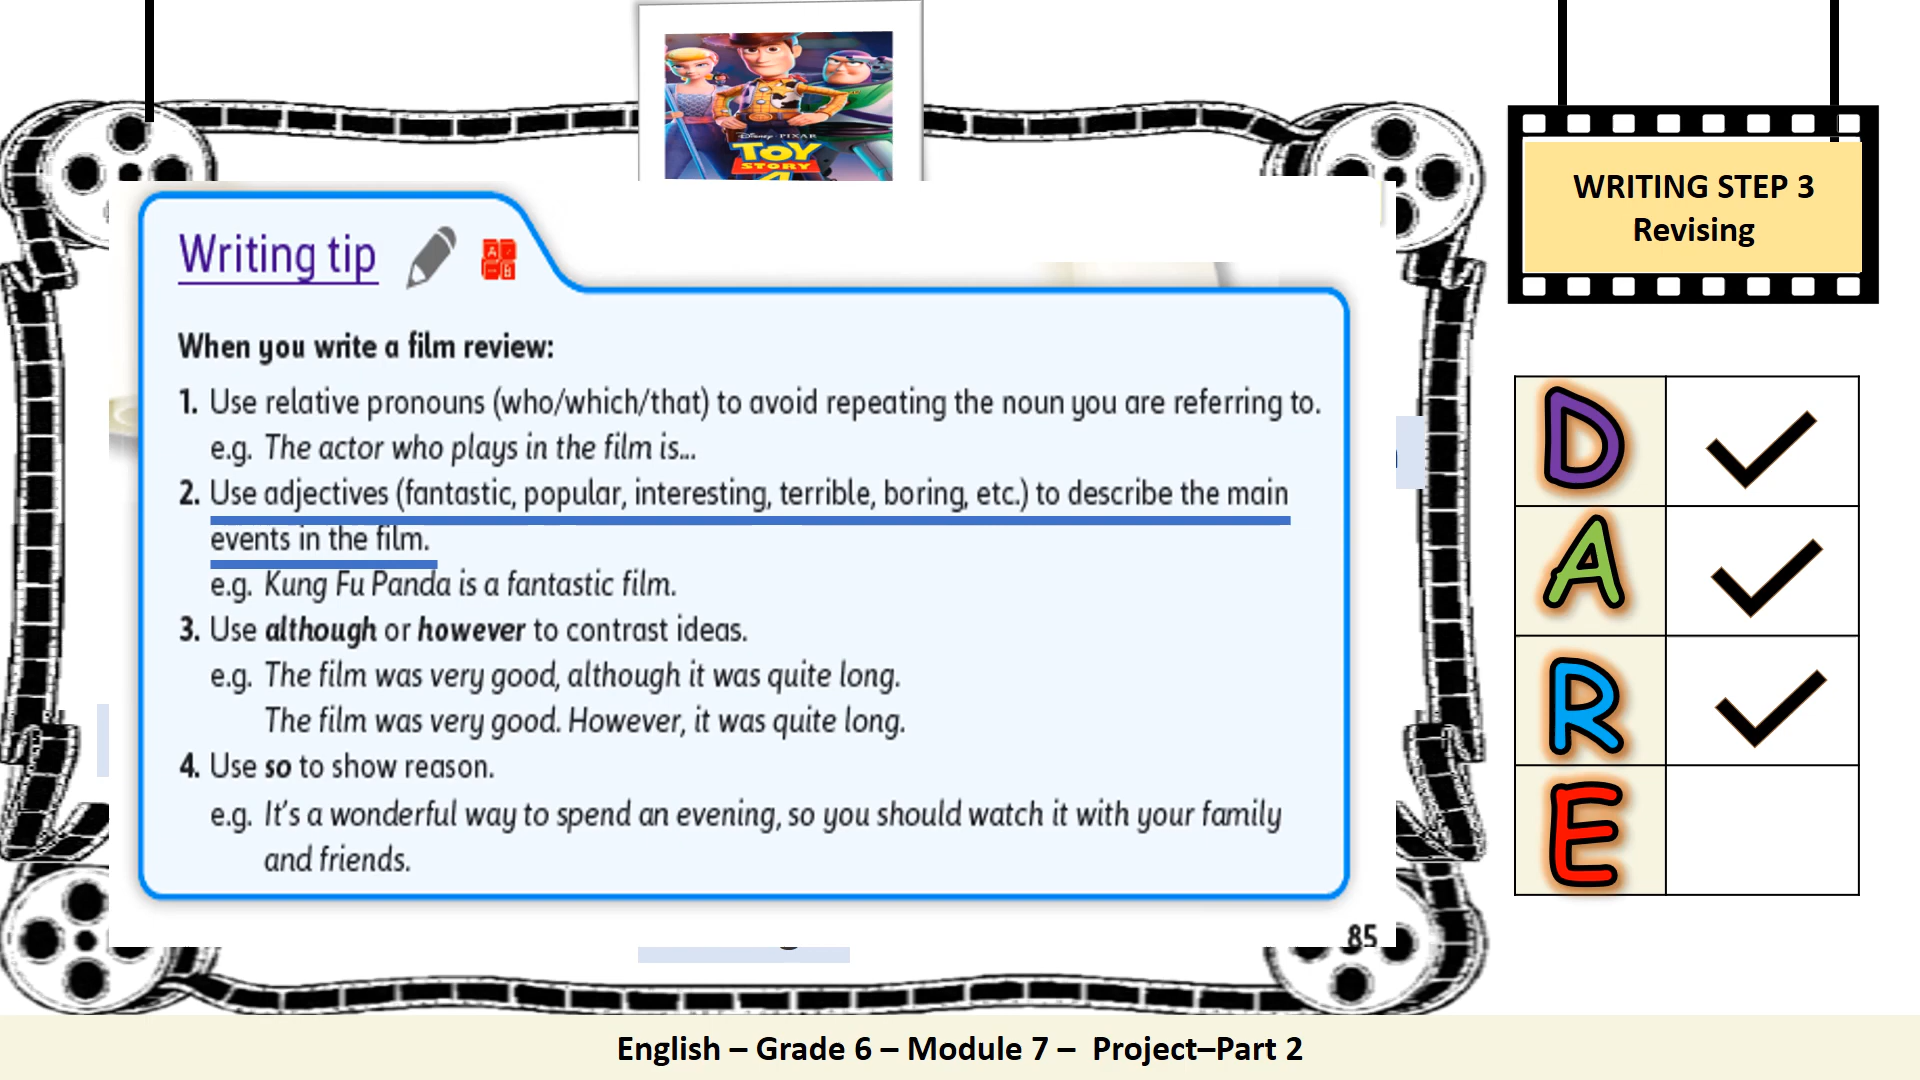 Disney · PIXAR
TOY
STORY
4
WRITING STEP 3
Revising
Writing tip
When you write a film review:
1. Use relative pronouns (who/which/that) to avoid repeating the noun you are referring to.
e.g. The actor who plays in the film is...
2. Use adjectives (fantastic, popular, interesting, terrible, boring, etc.) to describe the main
events in the film.
e.g. Kung Fu Panda is a fantastic film.
3. Use although or however to contrast ideas.
e.g. The film was very good, although it was quite long.
The film was very good. However, it was quite long.
4. Use so to show reason.
e.g. It's a wonderful way to spend an evening, so you should watch it with your family
and friends.
85
D
A
R
E
English – Grade 6 – Module 7 – Project–Part 2